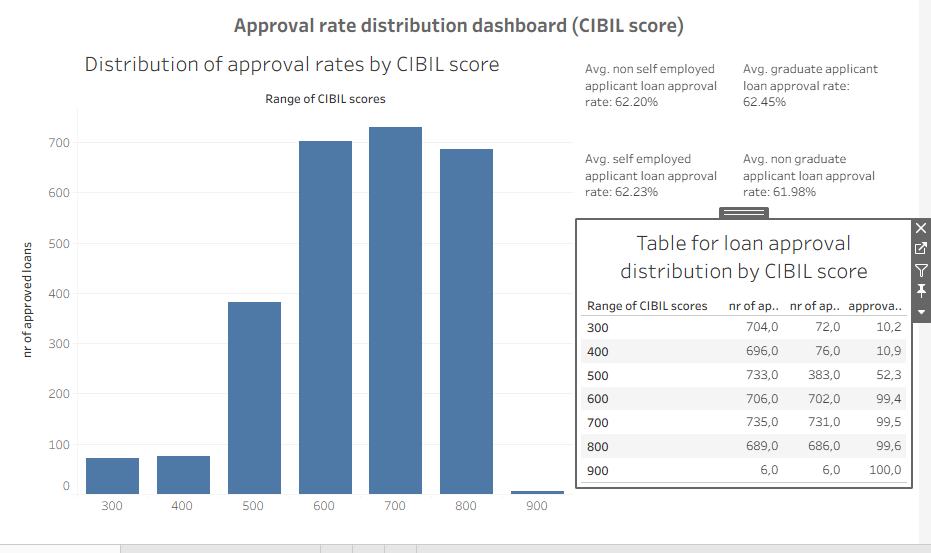 Approval rate distribution dashboard (CIBIL score)
Distribution of approval rates by CIBIL score
Range of CIBIL scores
nr of approved loans
700
600
500
400
300
200
100
0
300 400 500 600 700 800 900
Avg. non self employed
applicant loan approval
rate: 62.20%
Avg. graduate applicant
loan approval rate:
62.45%
Avg. self employed
applicant loan approval
rate: 62.23%
Avg. non graduate
applicant loan approval
rate: 61.98%
Table for loan approval
distribution by CIBIL score
Range of CIBIL scores nr of ap.. nr of ap.. approva..
300 704,0 72,0 10,2
400 696,0 76,0 10,9
500 733,0 383,0 52,3
600 706,0 702,0 99,4
700 735,0 731,0 99,5
800 689,0 686,0 99,6
900 6,0 6,0 100,0